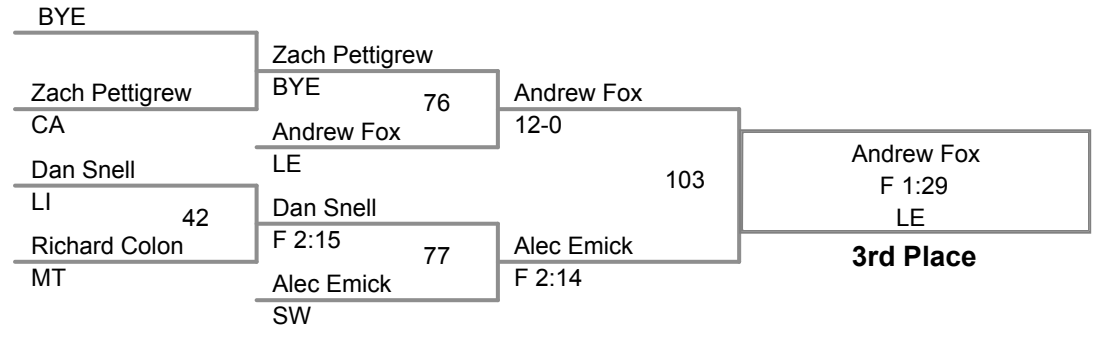 BYE
Zach Pettigrew
CA
Dan Snell
LI
42
Richard Colon
MT
Zach Pettigrew
BYE
76
Andrew Fox
LE
Dan Snell
F 2:15
77
Alec Emick
SW
Andrew Fox
12-0
103
Alec Emick
F 2:14
Andrew Fox
F 1:29
LE
3rd Place